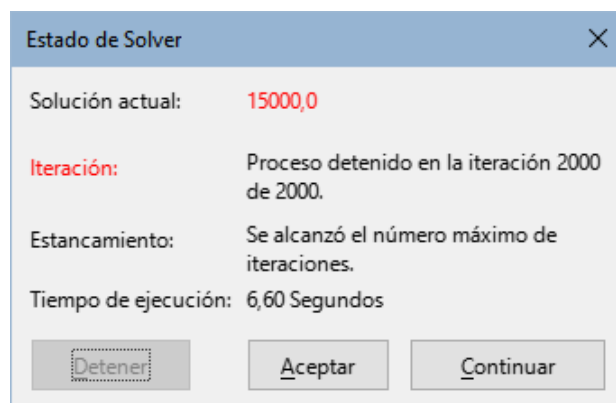 Estado de Solver
Solución actual: 15000,0
Iteración: Proceso detenido en la iteración 2000
de 2000.
Estancamiento: Se alcanzó el número máximo de
iteraciones.
Tiempo de ejecución: 6,60 Segundos
Detener Aceptar Continuar